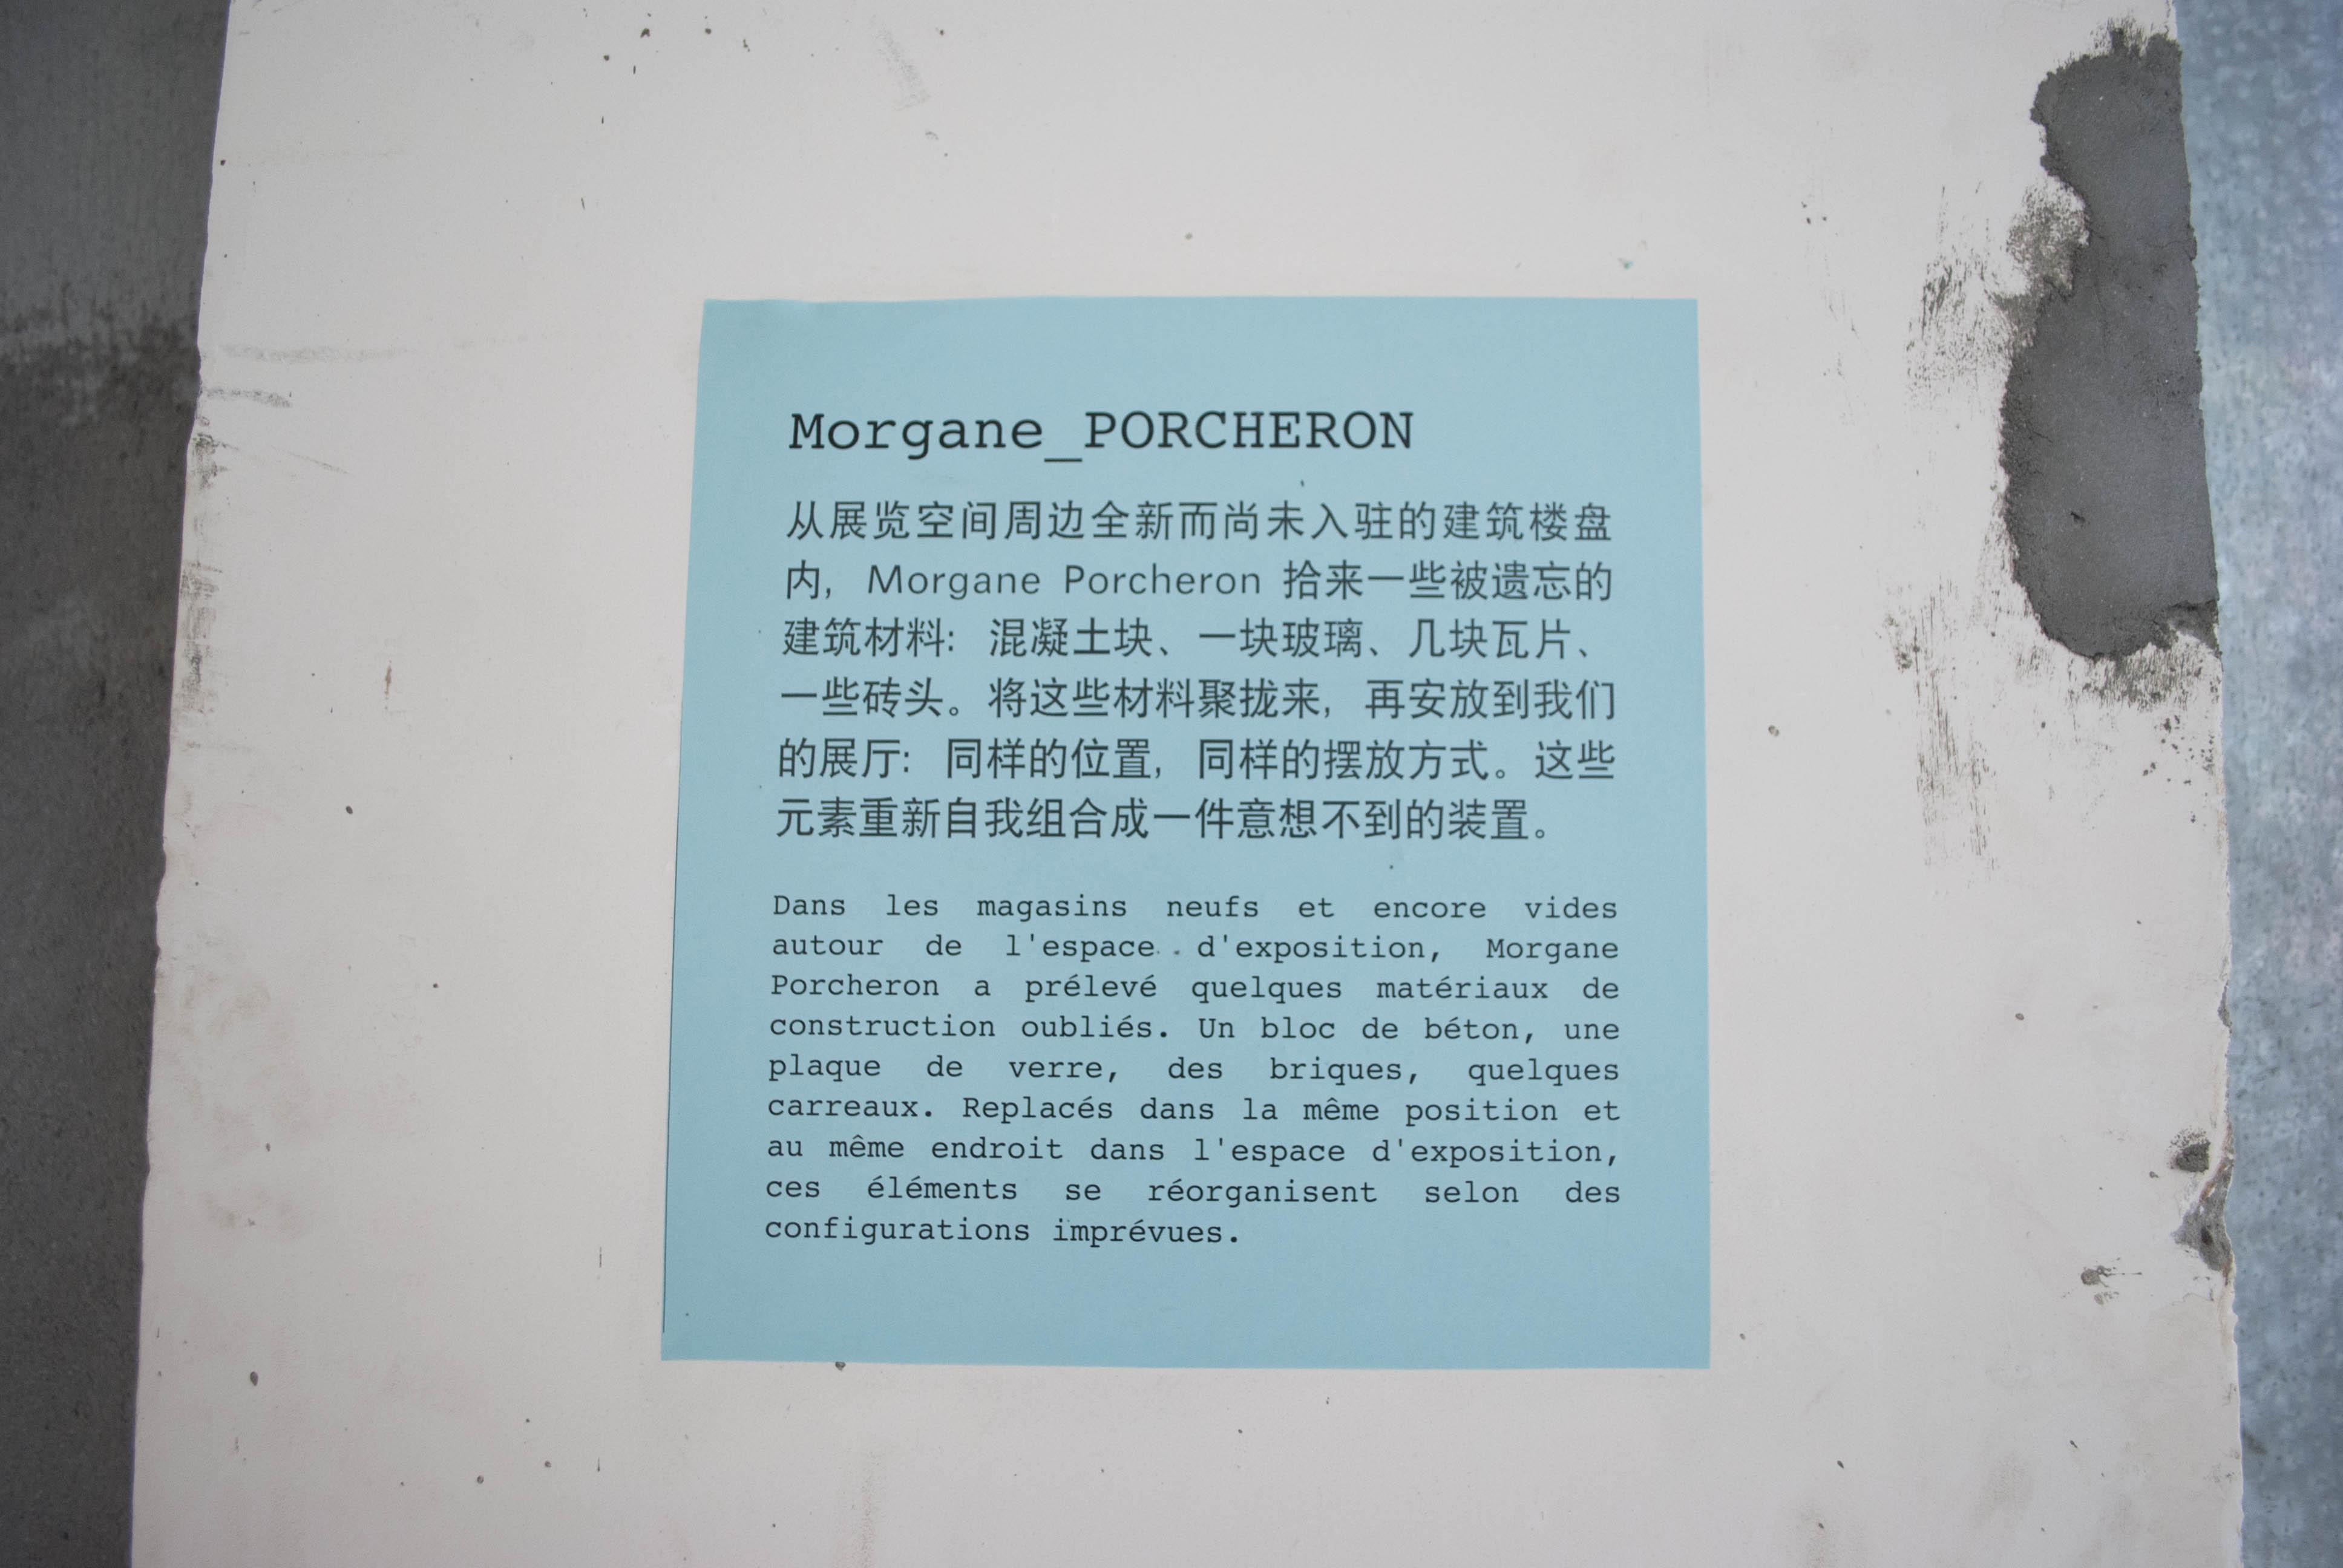 Morgane_PORCHERON
从展览空间周边全新而尚未入驻的建筑楼盘
内，Morgane Porcheron 拾来一些被遗忘的
建筑材料：混凝土块、一块玻璃、几块瓦片、
一些砖头。将这些材料聚拢来，再安放到我们
的展厅：同样的位置，同样的摆放方式。这些
元素重新自我组合成一件意想不到的装置。
Dans les magasins neufs et encore vides
autour de l'espace d'exposition, Morgane
Porcheron a prélevé quelques matériaux de
construction oubliés. Un bloc de béton, une
plaque de verre, des briques, quelques
carreaux. Replacés dans la même position et
au même endroit dans l'espace d'exposition,
ces éléments se réorganisent selon des
configurations imprévues.